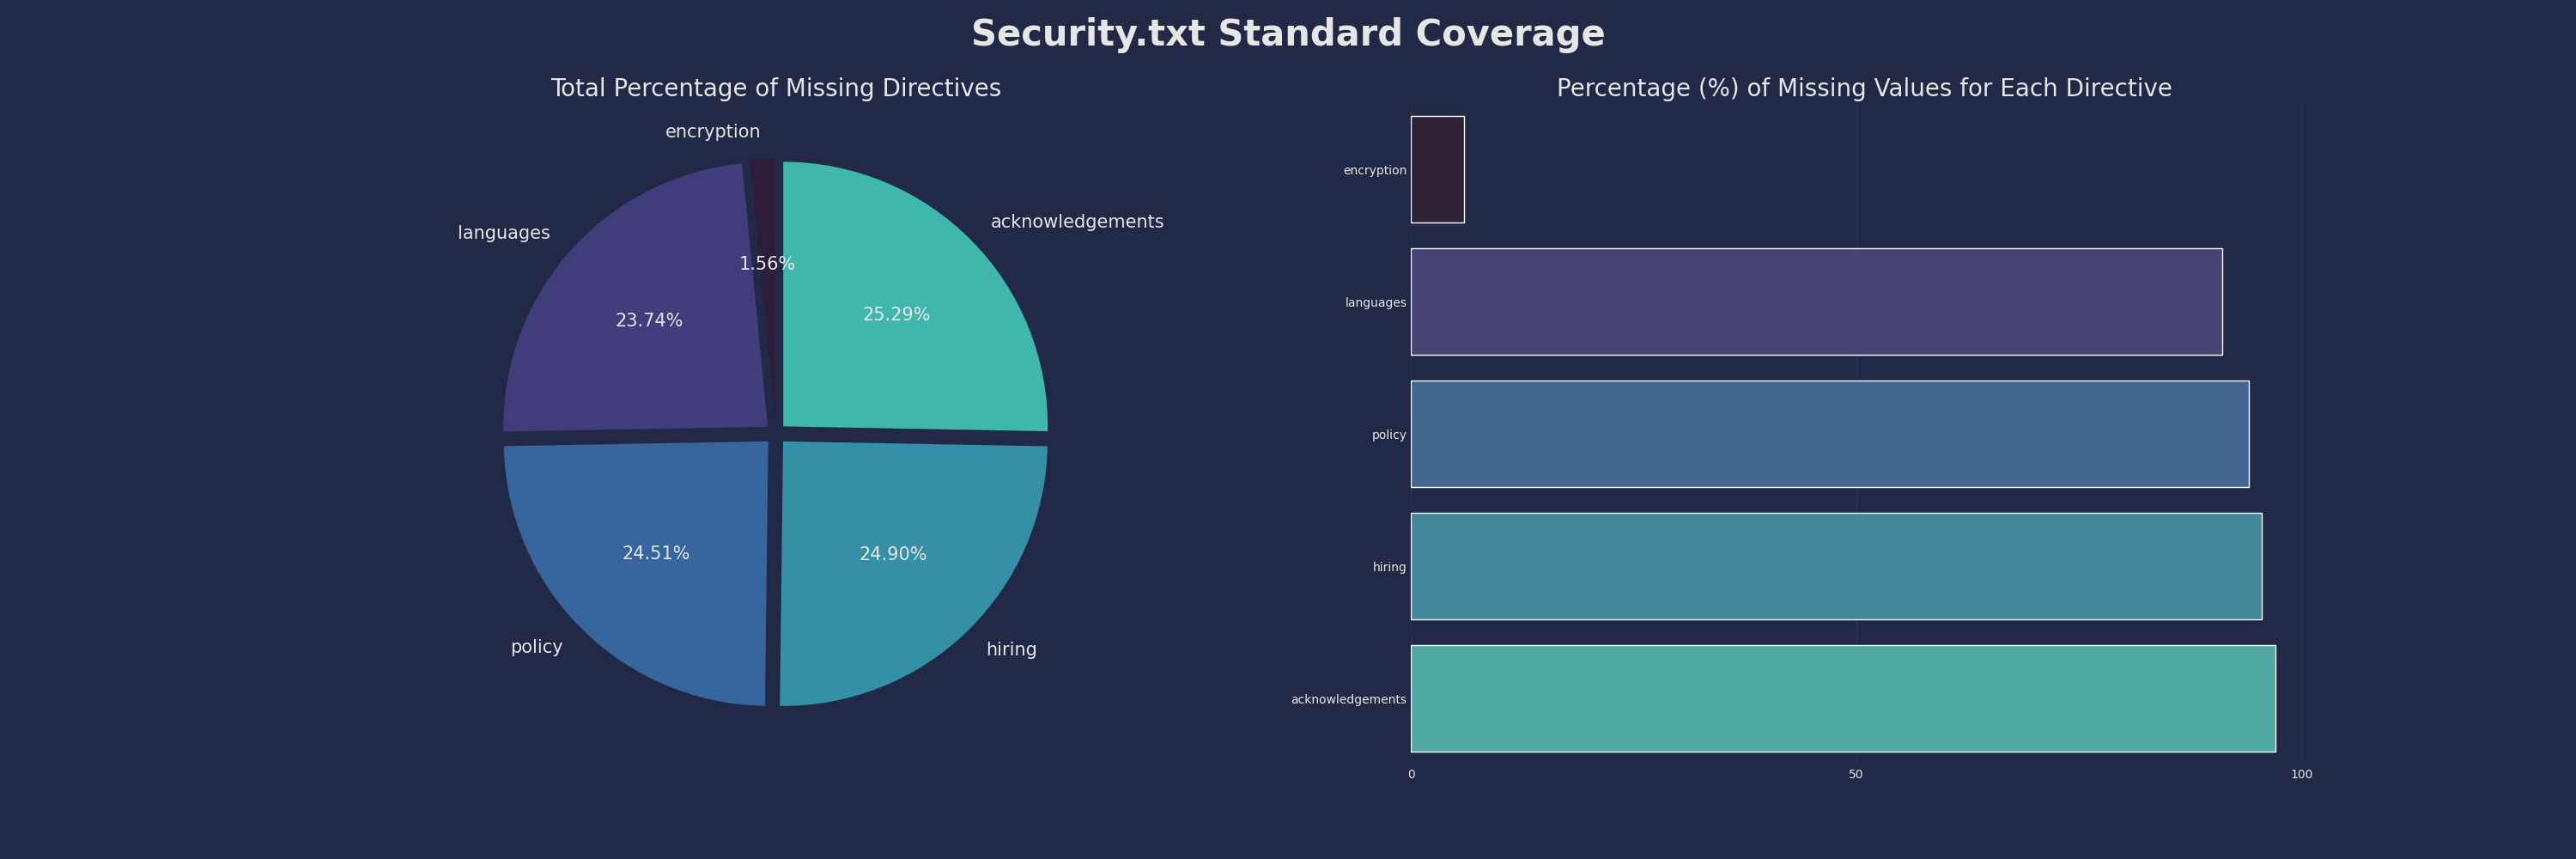 Security.txt Standard Coverage
Total Percentage of Missing Directives
encryption
languages
acknowledgements
1.56%
23.74%
25.29%
24.51%
24.90%
policy
hiring
Percentage (%) of Missing Values for Each Directive
encryption
languages
policy
hiring
acknowledgements
0
50
100